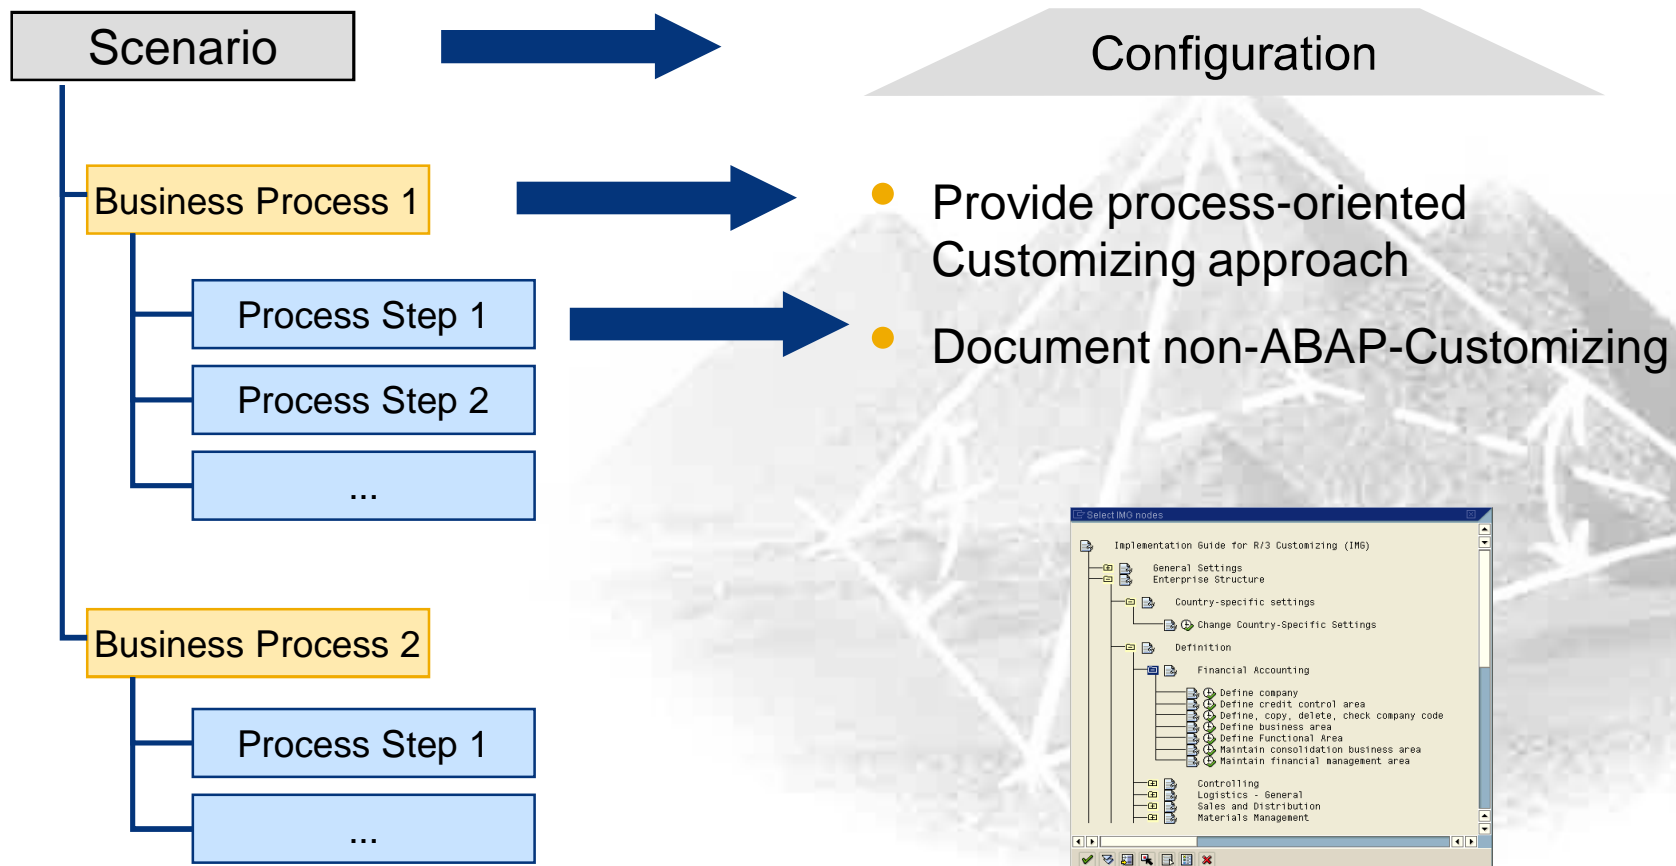 Scenario
Configuration
Business Process 1
Provide process-oriented
Customizing approach
Process Step 1
Document non-ABAP-Customizing
Process Step 2
...
Business Process 2
Process Step 1
...
Select IMG nodes
Implementation Guide for R/3 Customizing (IMG)
General Settings
Enterprise Structure
Country-specific settings
Change Country-Specific Settings
Definition
Financial Accounting
Define company
Define credit control area
Define, copy, delete, check company code
Define business area
Define Functional Area
Maintain consolidation business area
Maintain financial management area
Controlling
Logistics - General
Sales and Distribution
Materials Management